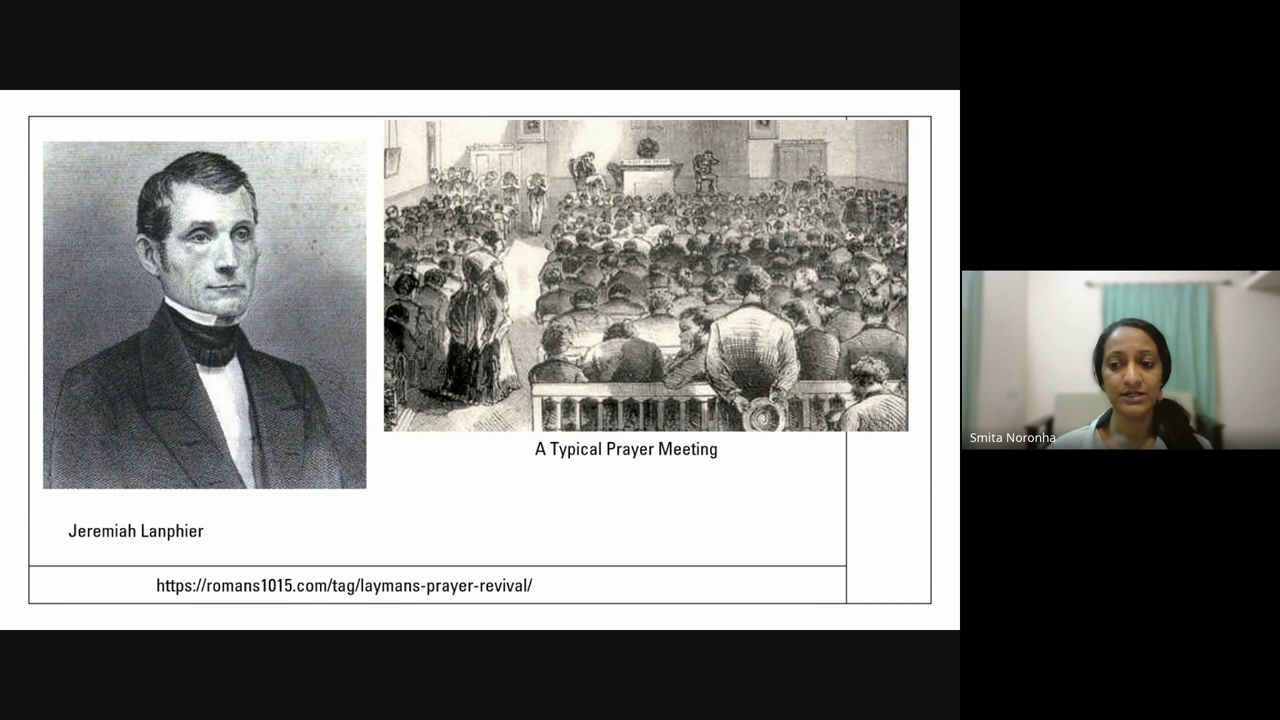 A Typical Prayer Meeting
Jeremiah Lanphier
https://romans1015.com/tag/laymans-prayer-revival/
Smita Noronha